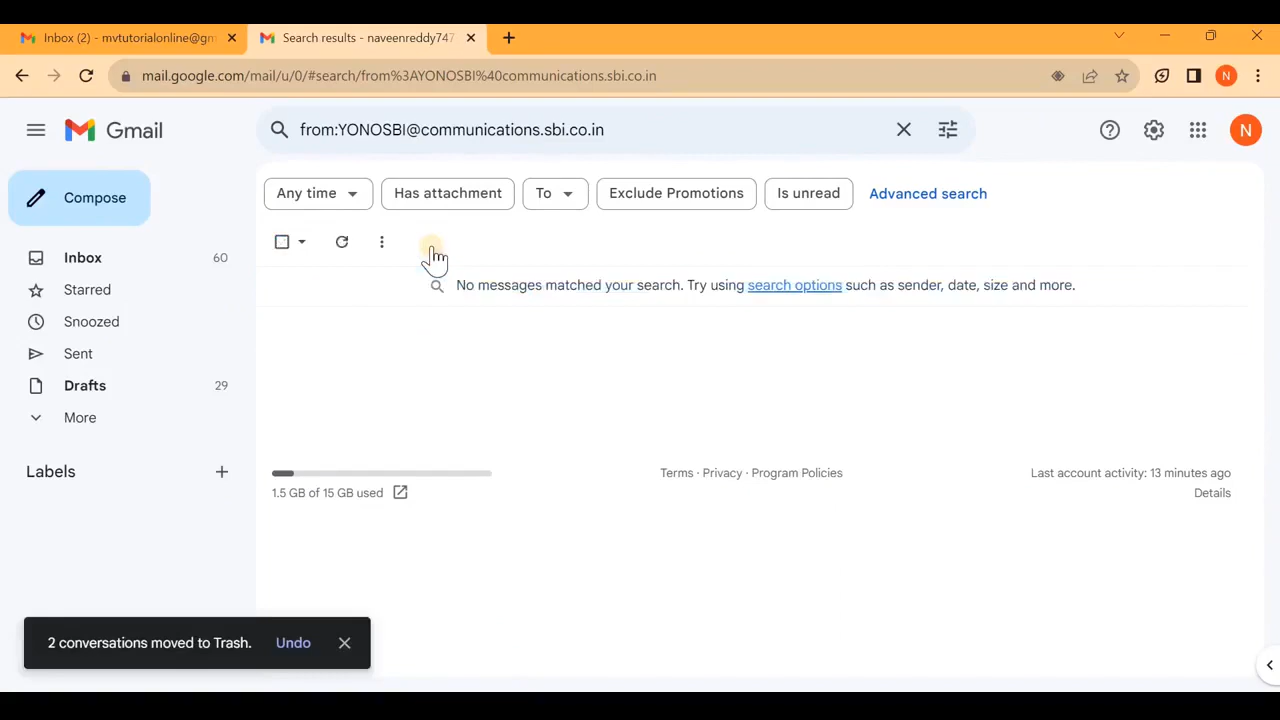 Inbox (2) - mvtutorialonline@gm
Search results - naveenreddy747
mail.google.com/mail/u/0/#search/from%3AYONOSBI%40communications.sbi.co.in
N
Gmail
from:YONOSBI@communications.sbi.co.in
N
Compose
Any time
Has attachment
To
Exclude Promotions
Is unread
Advanced search
Inbox 60
Starred
Snoozed
Sent
Drafts 29
More
Labels
No messages matched your search. Try using search options such as sender, date, size and more.
1.5 GB of 15 GB used
Terms · Privacy · Program Policies
Last account activity: 13 minutes ago
Details
2 conversations moved to Trash. Undo